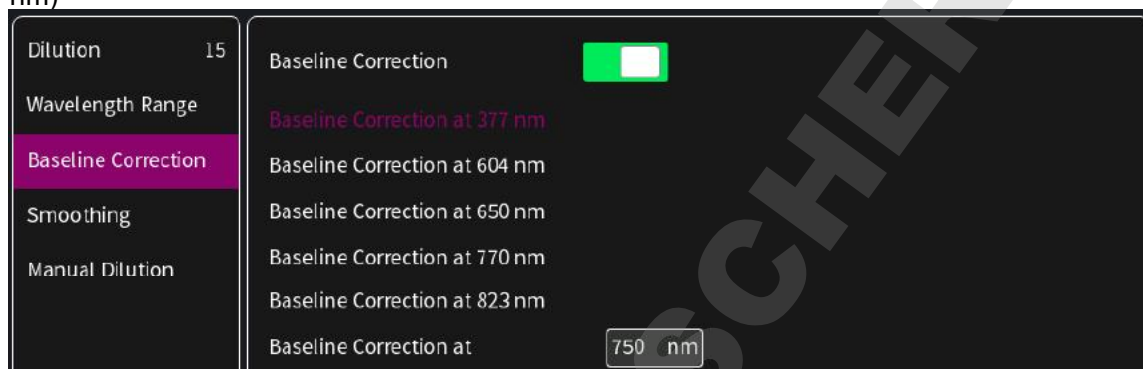 nm)
Dilution 15
Wavelength Range
Baseline Correction
Smoothing
Manual Dilution
Baseline Correction
Baseline Correction at 377 nm
Baseline Correction at 604 nm
Baseline Correction at 650 nm
Baseline Correction at 770 nm
Baseline Correction at 823 nm
Baseline Correction at 750 nm
SCHER